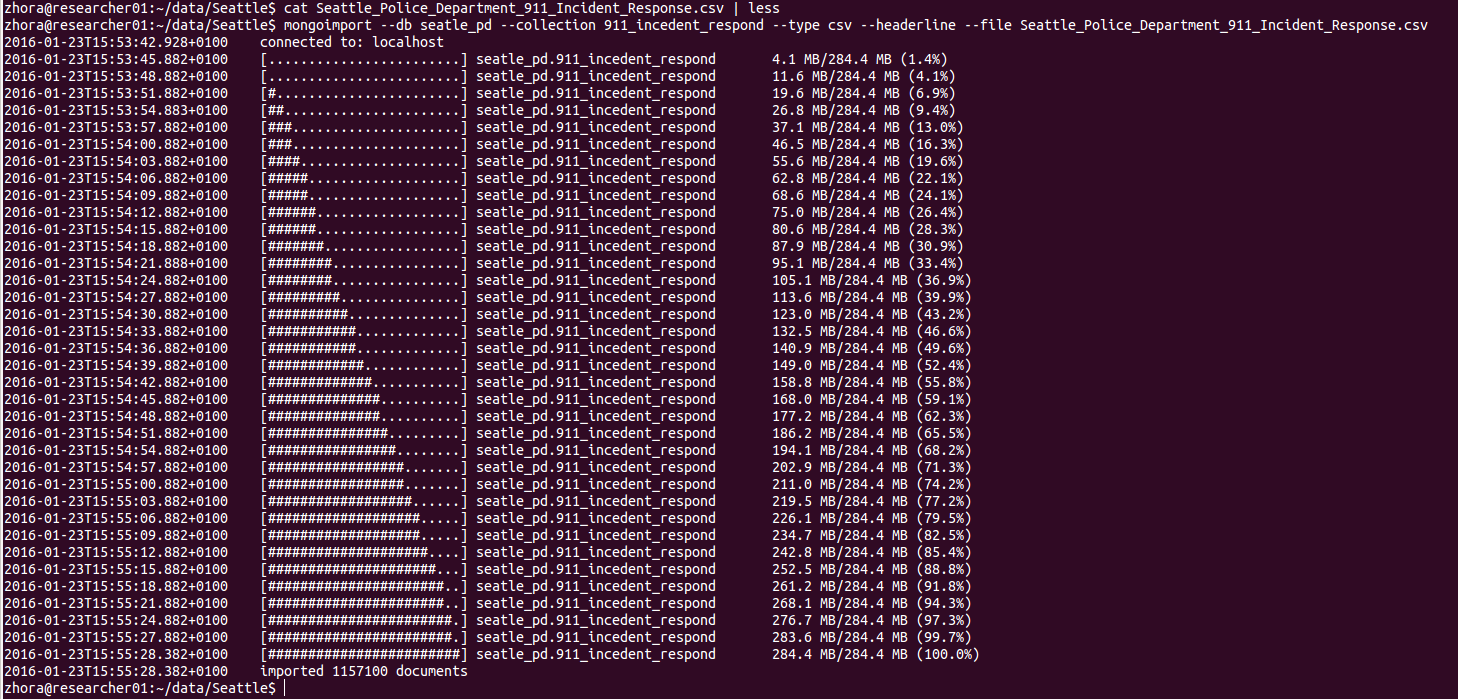 zhora@researcher01:~/data/Seattle$ cat Seattle_Police_Department_911_Incident_Response.csv | less
zhora@researcher01:~/data/Seattle$ mongoimport --db seatle_pd --collection 911_incedent_respond --type csv --headerline --file Seattle_Police_Department_911_Incident_Response.csv
2016-01-23T15:53:42.928+0100    connected to: localhost
2016-01-23T15:53:45.882+0100    [........................] seatle_pd.911_incedent_respond       4.1 MB/284.4 MB (1.4%)
2016-01-23T15:53:48.882+0100    [........................] seatle_pd.911_incedent_respond       11.6 MB/284.4 MB (4.1%)
2016-01-23T15:53:51.882+0100    [#.......................] seatle_pd.911_incedent_respond       19.6 MB/284.4 MB (6.9%)
2016-01-23T15:53:54.883+0100    [##......................] seatle_pd.911_incedent_respond       26.8 MB/284.4 MB (9.4%)
2016-01-23T15:53:57.882+0100    [###.....................] seatle_pd.911_incedent_respond       37.1 MB/284.4 MB (13.0%)
2016-01-23T15:54:00.882+0100    [###.....................] seatle_pd.911_incedent_respond       46.5 MB/284.4 MB (16.3%)
2016-01-23T15:54:03.882+0100    [####....................] seatle_pd.911_incedent_respond       55.6 MB/284.4 MB (19.6%)
2016-01-23T15:54:06.882+0100    [#####...................] seatle_pd.911_incedent_respond       62.8 MB/284.4 MB (22.1%)
2016-01-23T15:54:09.882+0100    [#####...................] seatle_pd.911_incedent_respond       68.6 MB/284.4 MB (24.1%)
2016-01-23T15:54:12.882+0100    [######..................] seatle_pd.911_incedent_respond       75.0 MB/284.4 MB (26.4%)
2016-01-23T15:54:15.882+0100    [######..................] seatle_pd.911_incedent_respond       80.6 MB/284.4 MB (28.3%)
2016-01-23T15:54:18.882+0100    [#######.................] seatle_pd.911_incedent_respond       87.9 MB/284.4 MB (30.9%)
2016-01-23T15:54:21.888+0100    [########................] seatle_pd.911_incedent_respond       95.1 MB/284.4 MB (33.4%)
2016-01-23T15:54:24.882+0100    [########................] seatle_pd.911_incedent_respond       105.1 MB/284.4 MB (36.9%)
2016-01-23T15:54:27.882+0100    [#########...............] seatle_pd.911_incedent_respond       113.6 MB/284.4 MB (39.9%)
2016-01-23T15:54:30.882+0100    [##########..............] seatle_pd.911_incedent_respond       123.0 MB/284.4 MB (43.2%)
2016-01-23T15:54:33.882+0100    [###########.............] seatle_pd.911_incedent_respond       132.5 MB/284.4 MB (46.6%)
2016-01-23T15:54:36.882+0100    [###########.............] seatle_pd.911_incedent_respond       140.9 MB/284.4 MB (49.6%)
2016-01-23T15:54:39.882+0100    [############............] seatle_pd.911_incedent_respond       149.0 MB/284.4 MB (52.4%)
2016-01-23T15:54:42.882+0100    [#############...........] seatle_pd.911_incedent_respond       158.8 MB/284.4 MB (55.8%)
2016-01-23T15:54:45.882+0100    [##############..........] seatle_pd.911_incedent_respond       168.0 MB/284.4 MB (59.1%)
2016-01-23T15:54:48.882+0100    [##############..........] seatle_pd.911_incedent_respond       177.2 MB/284.4 MB (62.3%)
2016-01-23T15:54:51.882+0100    [###############.........] seatle_pd.911_incedent_respond       186.2 MB/284.4 MB (65.5%)
2016-01-23T15:54:54.882+0100    [################........] seatle_pd.911_incedent_respond       194.1 MB/284.4 MB (68.2%)
2016-01-23T15:54:57.882+0100    [#################.......] seatle_pd.911_incedent_respond       202.9 MB/284.4 MB (71.3%)
2016-01-23T15:55:00.882+0100    [#################.......] seatle_pd.911_incedent_respond       211.0 MB/284.4 MB (74.2%)
2016-01-23T15:55:03.882+0100    [##################......] seatle_pd.911_incedent_respond       219.5 MB/284.4 MB (77.2%)
2016-01-23T15:55:06.882+0100    [###################.....] seatle_pd.911_incedent_respond       226.1 MB/284.4 MB (79.5%)
2016-01-23T15:55:09.882+0100    [###################.....] seatle_pd.911_incedent_respond       234.7 MB/284.4 MB (82.5%)
2016-01-23T15:55:12.882+0100    [####################....] seatle_pd.911_incedent_respond       242.8 MB/284.4 MB (85.4%)
2016-01-23T15:55:15.882+0100    [#####################...] seatle_pd.911_incedent_respond       252.5 MB/284.4 MB (88.8%)
2016-01-23T15:55:18.882+0100    [######################..] seatle_pd.911_incedent_respond       261.2 MB/284.4 MB (91.8%)
2016-01-23T15:55:21.882+0100    [######################..] seatle_pd.911_incedent_respond       268.1 MB/284.4 MB (94.3%)
2016-01-23T15:55:24.882+0100    [#######################.] seatle_pd.911_incedent_respond       276.7 MB/284.4 MB (97.3%)
2016-01-23T15:55:27.882+0100    [#######################.] seatle_pd.911_incedent_respond       283.6 MB/284.4 MB (99.7%)
2016-01-23T15:55:28.382+0100    [########################] seatle_pd.911_incedent_respond       284.4 MB/284.4 MB (100.0%)
2016-01-23T15:55:28.382+0100    imported 1157100 documents
zhora@researcher01:~/data/Seattle$